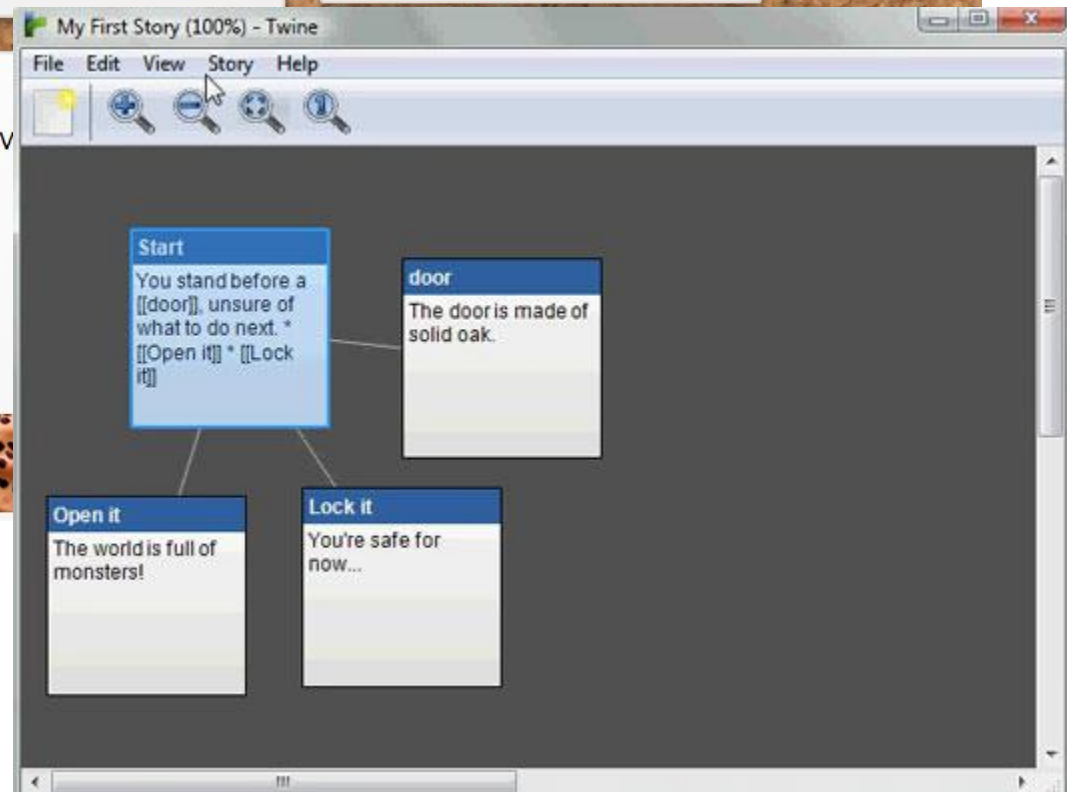 My First Story (100%) - Twine
File Edit View Story Help
V
Start
You stand before a
[[door]], unsure of
what to do next. *
[[Open it]] * [[Lock
it]]
door
The door is made of
solid oak.
Open it
The world is full of
monsters!
Lock it
You're safe for
now...